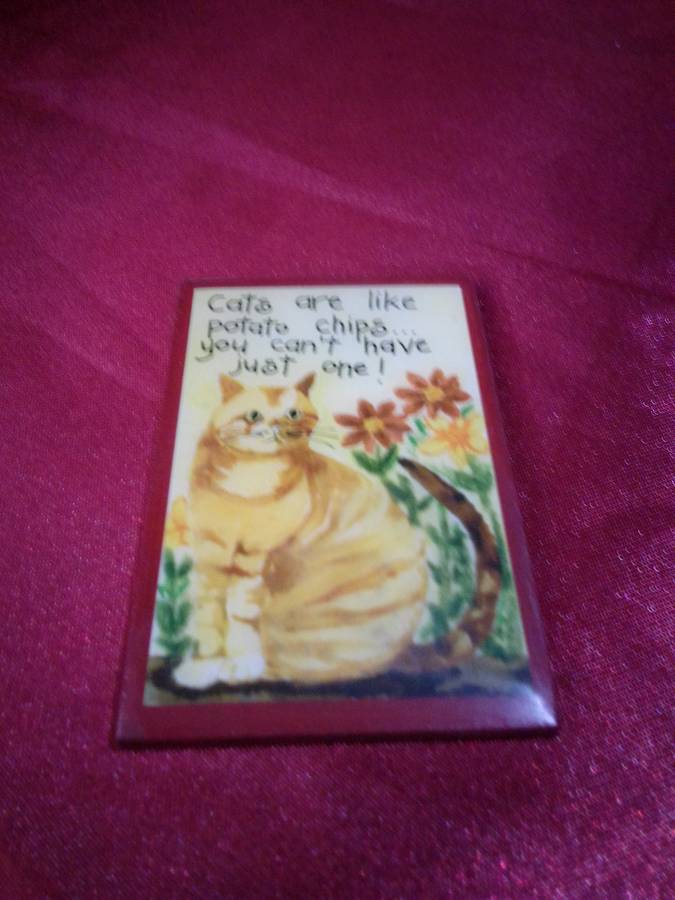 Cats are like
potato chips...
you can't have
just one!